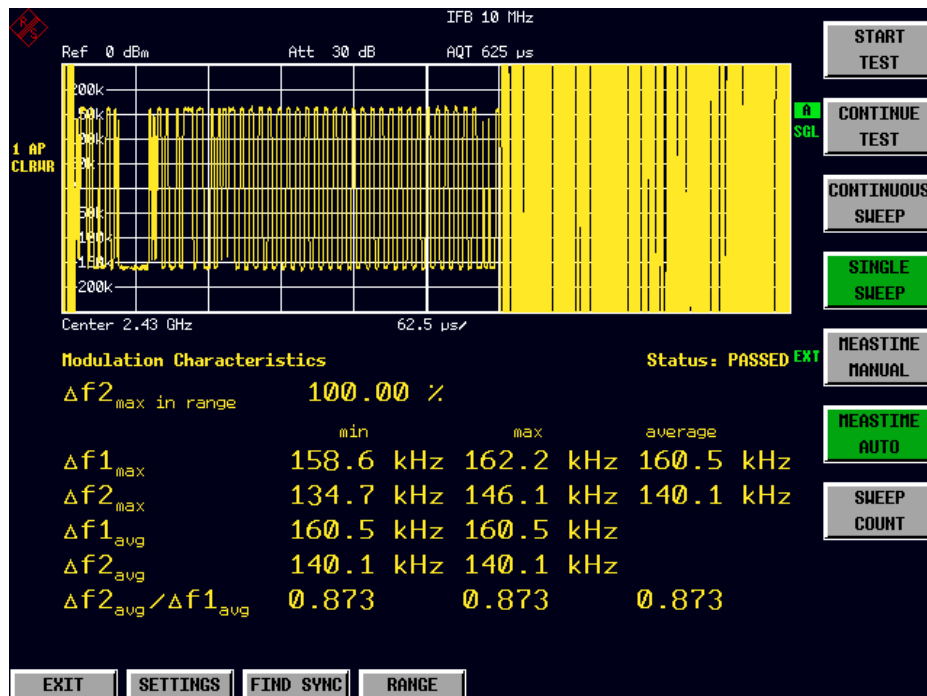 IFB 10 MHz
Ref 0 dBm Att 30 dB AQT 625 µs
200k
A
SGL
1 AP
CLRWR
-200k
Center 2.43 GHz 62.5 µs/
Modulation Characteristics Status: PASSED EXT
Δf2max in range 100.00 %
min max average
Δf1max 158.6 kHz 162.2 kHz 160.5 kHz
Δf2max 134.7 kHz 146.1 kHz 140.1 kHz
Δf1avg 160.5 kHz 160.5 kHz
Δf2avg 140.1 kHz 140.1 kHz
Δf2avg/Δf1avg 0.873 0.873 0.873
START
TEST
CONTINUE
TEST
CONTINUOUS
SWEEP
SINGLE
SWEEP
MEASTIME
MANUAL
MEASTIME
AUTO
SWEEP
COUNT
EXIT SETTINGS FIND SYNC RANGE